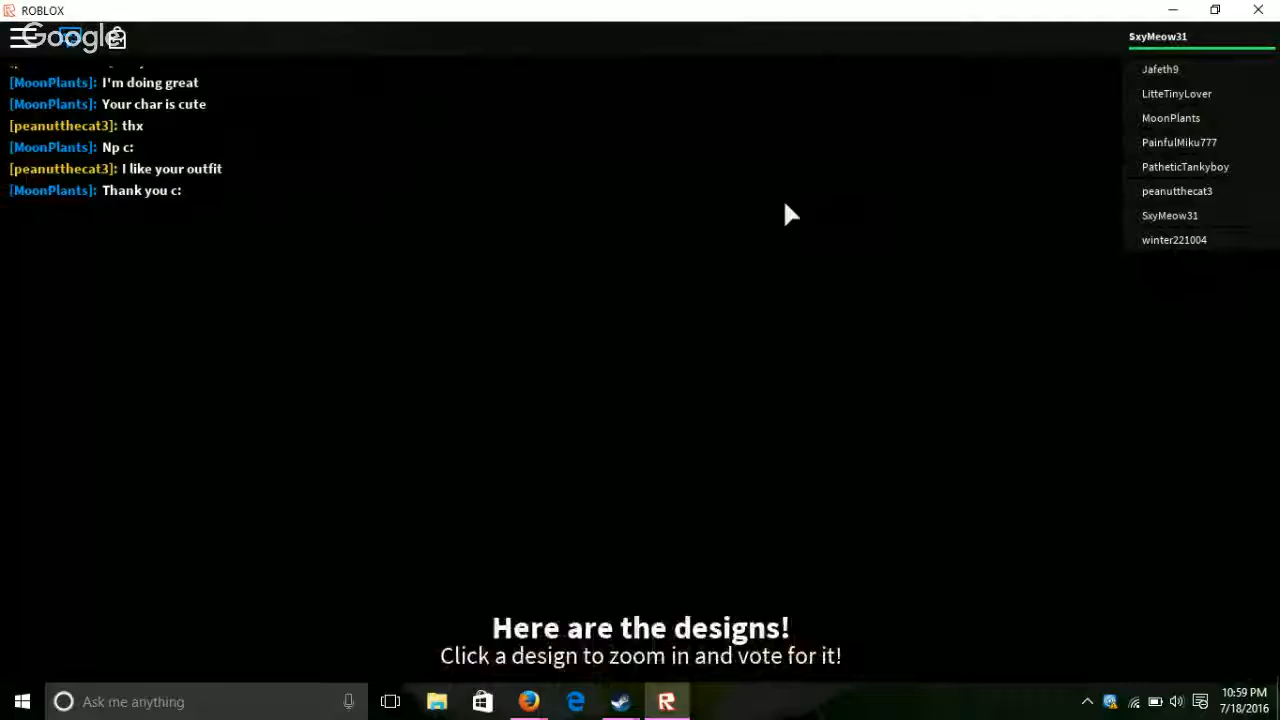 ROBLOX
Google
[MoonPlants]: I'm doing great
[MoonPlants]: Your char is cute
[peanutthecat3]: thx
[MoonPlants]: Np c:
[peanutthecat3]: I like your outfit
[MoonPlants]: Thank you c:
SxyMeow31
Jafeth9
LitteTinyLover
MoonPlants
PainfulMiku777
PatheticTankyboy
peanutthecat3
SxyMeow31
winter221004
Here are the designs!
Click a design to zoom in and vote for it!
Ask me anything
10:59 PM
7/18/2016